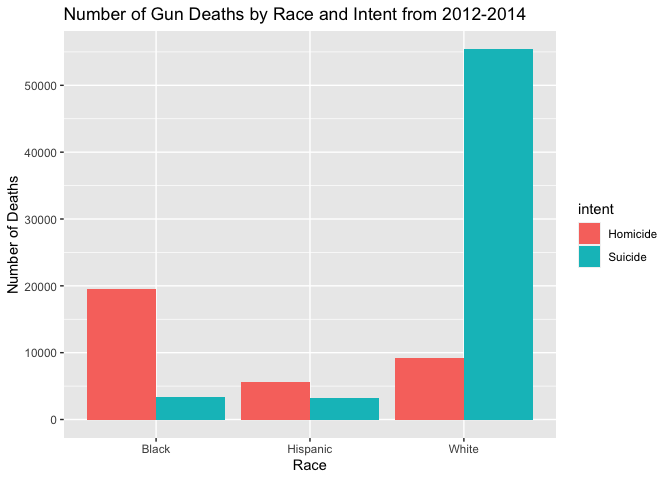 Number of Gun Deaths by Race and Intent from 2012-2014
Number of Deaths
50000
40000
30000
20000
10000
0
Black
Hispanic
White
Race
intent
Homicide
Suicide